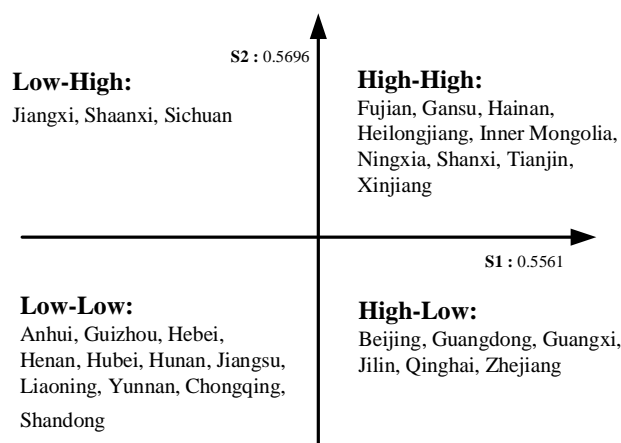 S2 : 0.5696
Low-High:
Jiangxi, Shaanxi, Sichuan
High-High:
Fujian, Gansu, Hainan,
Heilongjiang, Inner Mongolia,
Ningxia, Shanxi, Tianjin,
Xinjiang
S1 : 0.5561
Low-Low:
Anhui, Guizhou, Hebei,
Henan, Hubei, Hunan, Jiangsu,
Liaoning, Yunnan, Chongqing,
Shandong
High-Low:
Beijing, Guangdong, Guangxi,
Jilin, Qinghai, Zhejiang